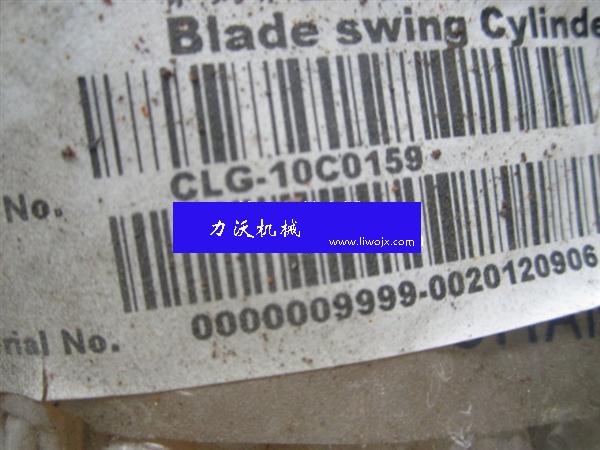 Blade swing Cylinde
No. CLG-10C0159
力沃机械
www.liwojx.com
rial No. 0000009999-0020120906